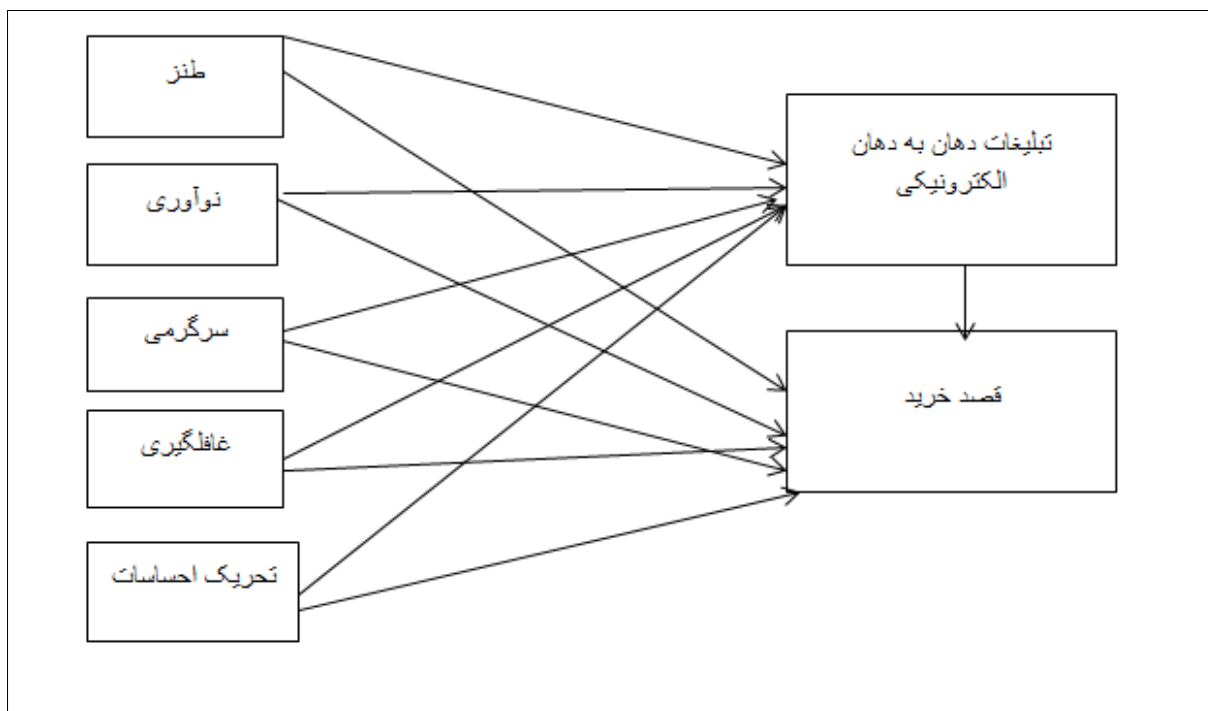 طنز
نوآوری
سرگرمی
غافلگیری
تحریک احساسات
تبلیغات دهان به دهان
الکترونیکی
قصد خرید